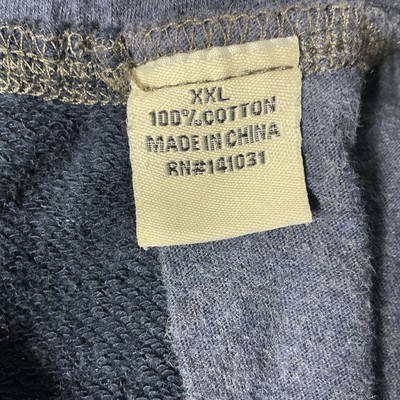 XXL
100% COTTON
MADE IN CHINA
RN#141031